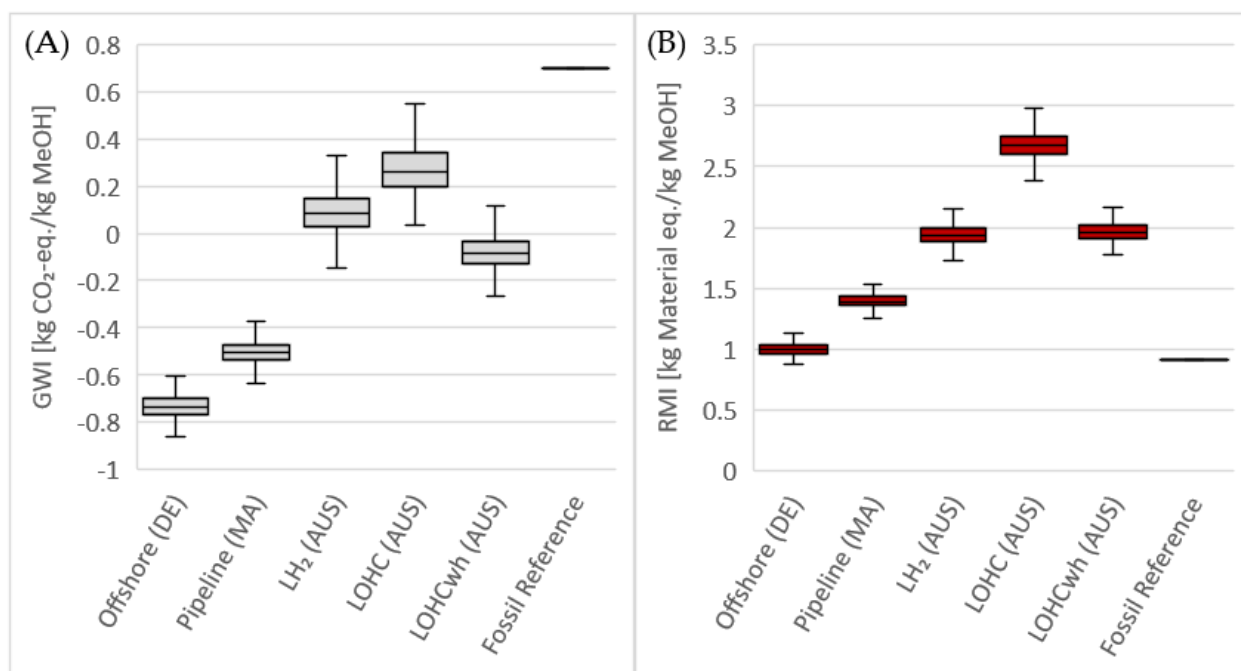 (A)
GWI [kg CO₂-eq./kg MeOH]
0.8
0.6
0.4
0.2
0
-0.2
-0.4
-0.6
-0.8
-1
Offshore (DE)
Pipeline (MA)
LH₂ (AUS)
LOHC (AUS)
LOHCwh (AUS)
Fossil Reference
(B)
RMI [kg Material eq./kg MeOH]
3.5
3
2.5
2
1.5
1
0.5
0
Offshore (DE)
Pipeline (MA)
LH₂ (AUS)
LOHC (AUS)
LOHCwh (AUS)
Fossil Reference